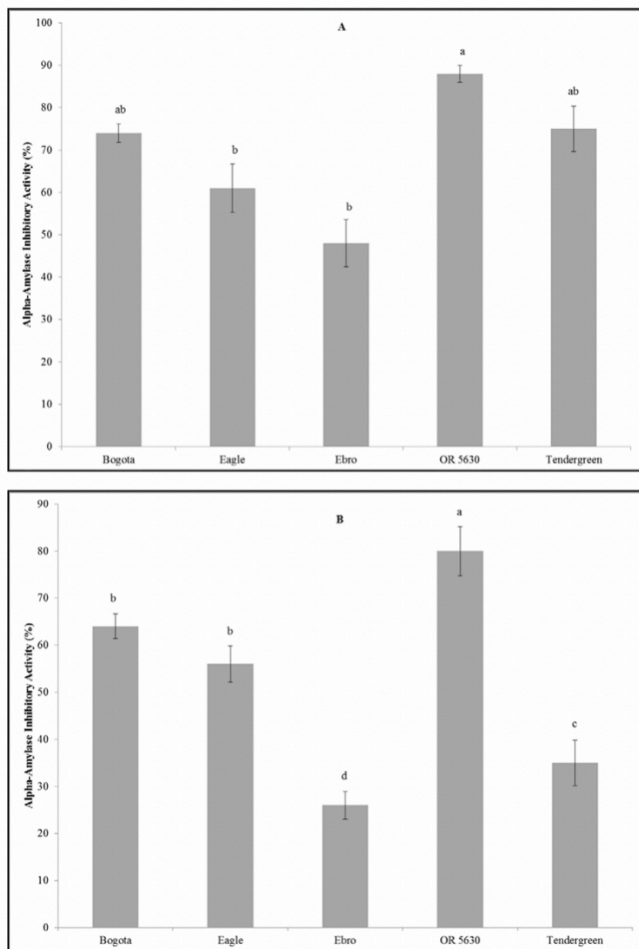 A
Alpha-Amylase Inhibitory Activity (%)
100
90
80
70
60
50
40
30
20
10
0
ab
b
b
a
ab
Bogota
Eagle
Ebro
OR 5630
Tendergreen
B
Alpha-Amylase Inhibitory Activity (%)
90
80
70
60
50
40
30
20
10
0
b
b
d
a
c
Bogota
Eagle
Ebro
OR 5630
Tendergreen